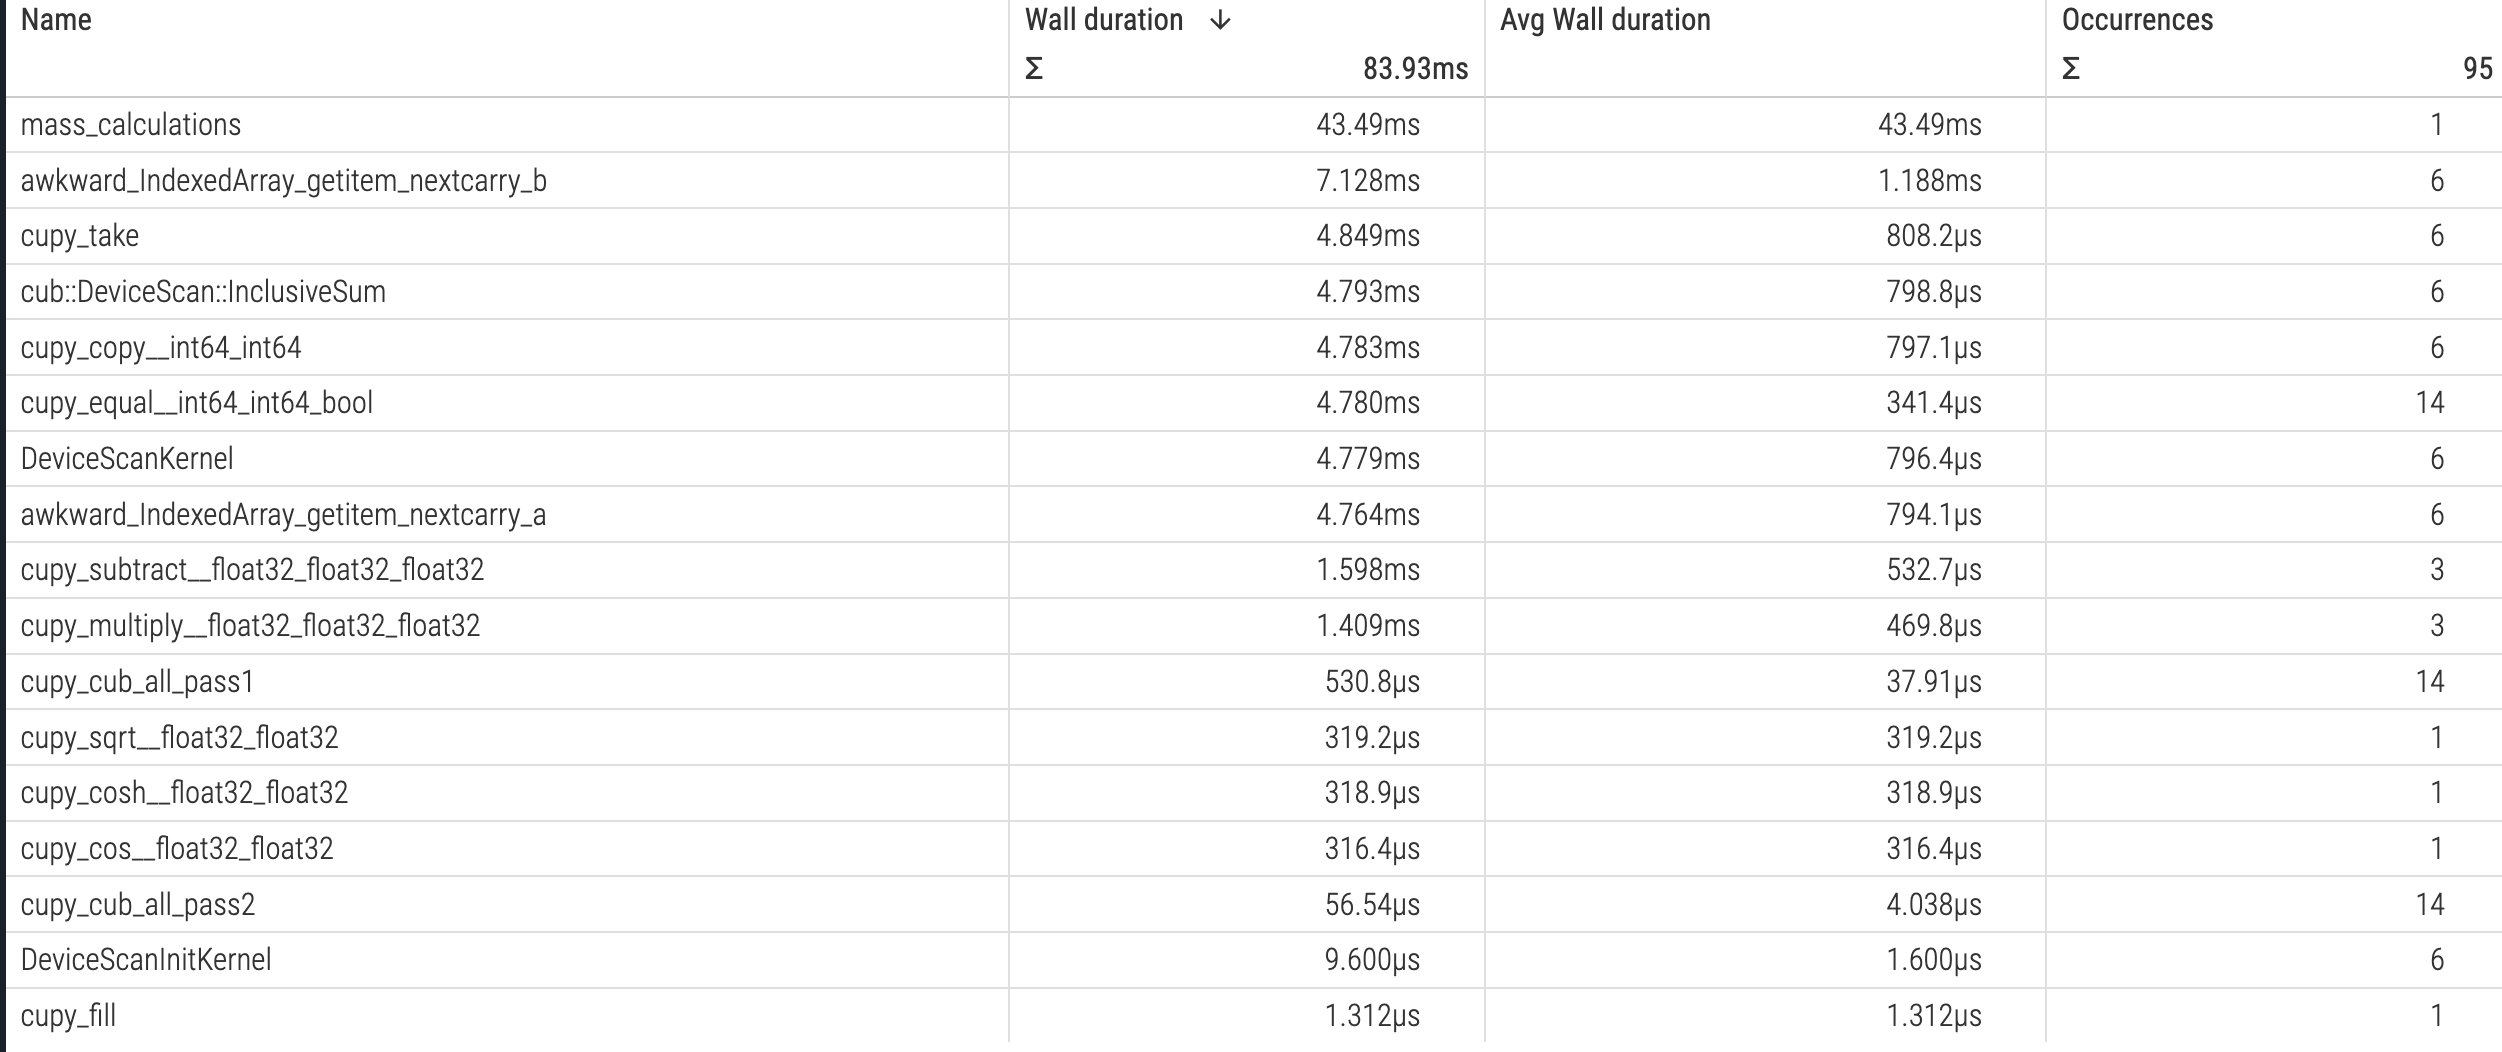 Name Wall duration ↓ Avg Wall duration Occurrences
Σ 83.93ms Σ 95
mass_calculations 43.49ms 43.49ms 1
awkward_IndexedArray_getitem_nextcarry_b 7.128ms 1.188ms 6
cupy_take 4.849ms 808.2µs 6
cub::DeviceScan::InclusiveSum 4.793ms 798.8µs 6
cupy_copy__int64_int64 4.783ms 797.1µs 6
cupy_equal__int64_int64_bool 4.780ms 341.4µs 14
DeviceScanKernel 4.779ms 796.4µs 6
awkward_IndexedArray_getitem_nextcarry_a 4.764ms 794.1µs 6
cupy_subtract__float32_float32_float32 1.598ms 532.7µs 3
cupy_multiply__float32_float32_float32 1.409ms 469.8µs 3
cupy_cub_all_pass1 530.8µs 37.91µs 14
cupy_sqrt__float32_float32 319.2µs 319.2µs 1
cupy_cosh__float32_float32 318.9µs 318.9µs 1
cupy_cos__float32_float32 316.4µs 316.4µs 1
cupy_cub_all_pass2 56.54µs 4.038µs 14
DeviceScanInitKernel 9.600µs 1.600µs 6
cupy_fill 1.312µs 1.312µs 1